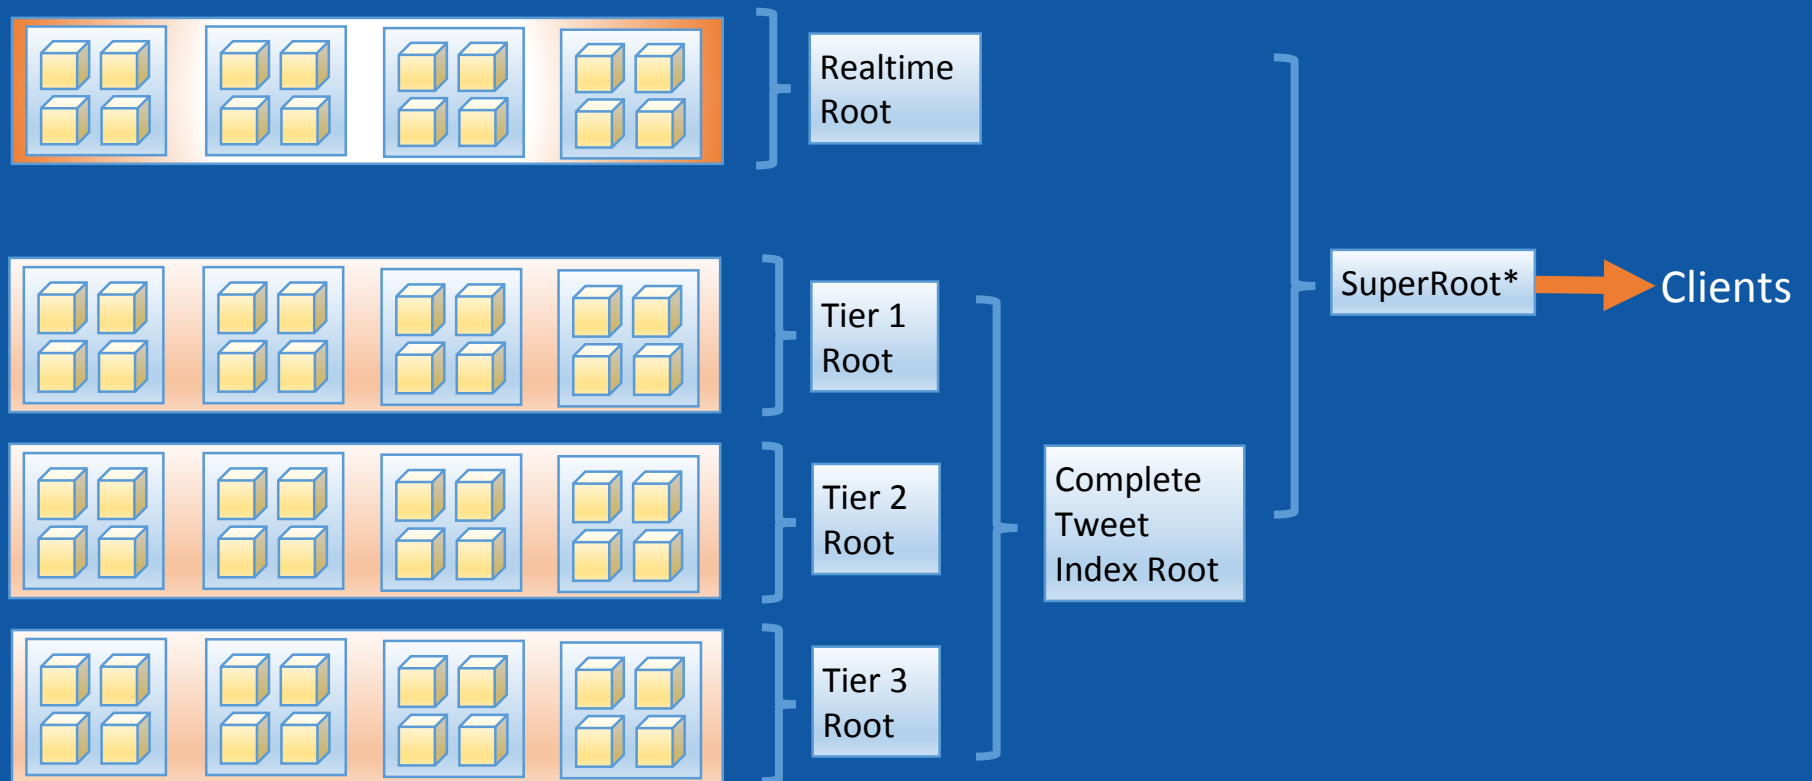 Realtime
Root
Tier 1
Root
Tier 2
Root
Tier 3
Root
Complete
Tweet
Index Root
SuperRoot*
Clients